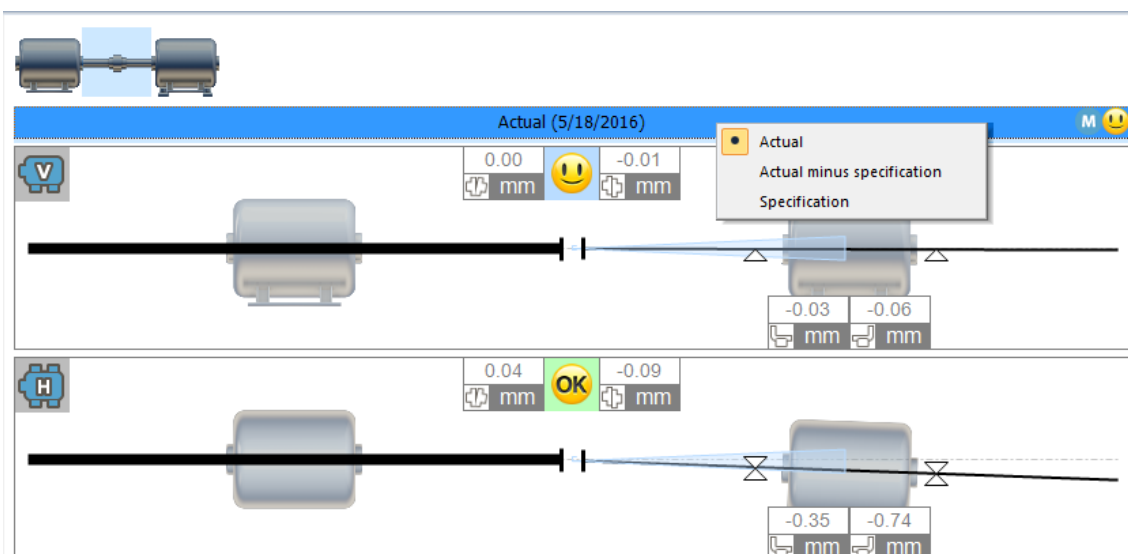 Actual (5/18/2016)
M
Actual
Actual minus specification
Specification
V
0.00
-0.01
mm
mm
-0.03
-0.06
mm
mm
H
0.04
OK
-0.09
mm
mm
-0.35
-0.74
mm
mm